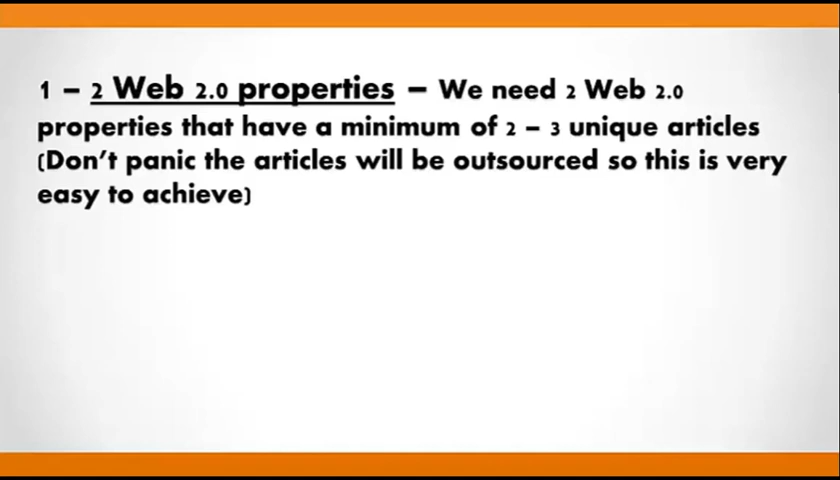 1 – 2 Web 2.0 properties – We need 2 Web 2.0
properties that have a minimum of 2 – 3 unique articles
(Don't panic the articles will be outsourced so this is very
easy to achieve)